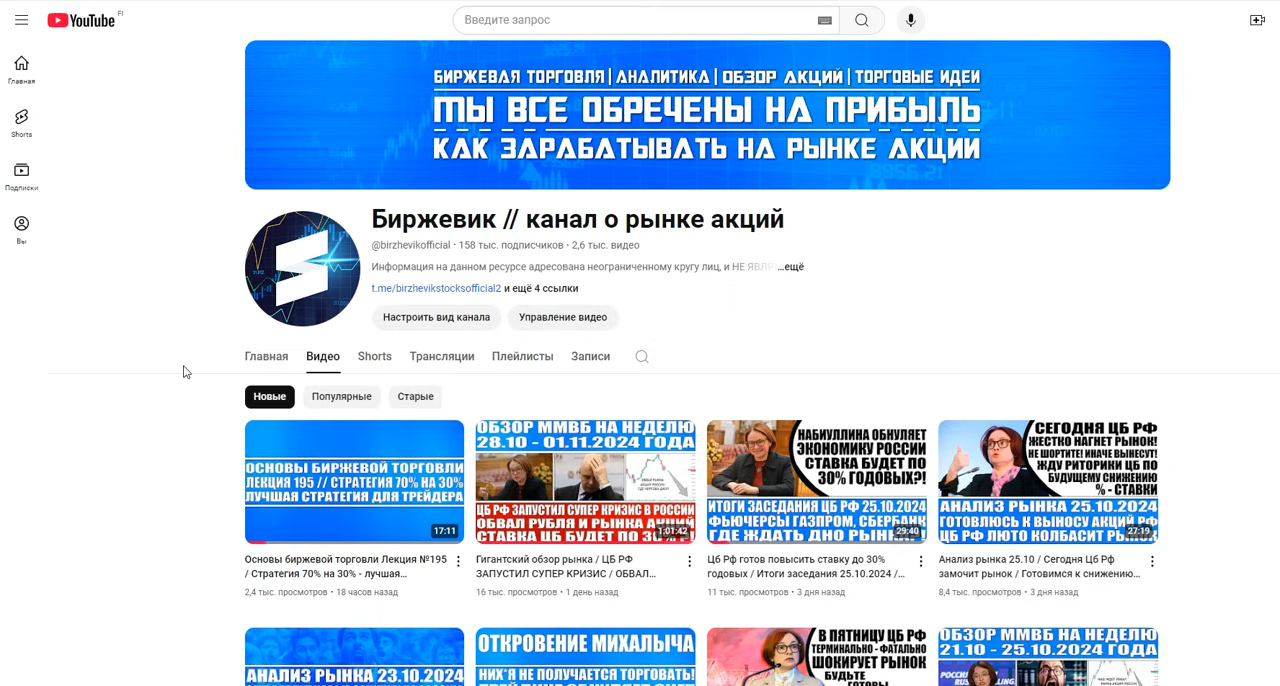 YouTube FI
Введите запрос
Главная
Shorts
Подписки
Вы
БИРЖЕВАЯ ТОРГОВЛЯ | АНАЛИТИКА | ОБЗОР АКЦИЙ | ТОРГОВЫЕ ИДЕИ
ТЫ ВСЕ ОБРЕЧЕНЫ НА ПРИБЫЛЬ
КАК ЗАРАБАТЫВАТЬ НА РЫНКЕ АКЦИИ
Биржевик // канал о рынке акций
@birzhevikofficial · 158 тыс. подписчиков · 2,6 тыс. видео
Информация на данном ресурсе адресована неограниченному кругу лиц, и НЕ ЯВЛЯ ...ещё
t.me/birzhevikstocksofficial2 и ещё 4 ссылки
Настроить вид канала Управление видео
Главная Видео Shorts Трансляции Плейлисты Записи
Новые Популярные Старые
ОСНОВЫ БИРЖЕВОЙ ТОРГОВЛИ
ЛЕКЦИЯ 195 // СТРАТЕГИЯ 70% НА 30%
ЛУЧШАЯ СТРАТЕГИЯ ДЛЯ ТРЕЙДЕРА
17:11
Основы биржевой торговли Лекция №195
/ Стратегия 70% на 30% - лучшая...
2,4 тыс. просмотров · 18 часов назад
ОБЗОР ММВБ НА НЕДЕЛЮ
28.10 - 01.11.2024 ГОДА
ЦБ РФ ЗАПУСТИЛ СУПЕР КРИЗИС В РОССИИ
ОБВАЛ РУБЛЯ И РЫНКА АКЦИЙ
СТАВКА ЦБ БУДЕТ ПО 30%
1:01:42
Гигантский обзор рынка / ЦБ РФ
ЗАПУСТИЛ СУПЕР КРИЗИС / ОБВАЛ...
16 тыс. просмотров · 1 день назад
НАБИУЛЛИНА ОБНУЛЯЕТ
ЭКОНОМИКУ РОССИИ
СТАВКА БУДЕТ ПО
30% ГОДОВЫХ?!
ИТОГИ ЗАСЕДАНИЯ ЦБ РФ 25.10.2024
ФЬЮЧЕРСЫ ГАЗПРОМ, СБЕРБАНК
ГДЕ ЖДАТЬ ДНО РЫНКА
29:40
Цб Рф готов повысить ставку до 30%
годовых / Итоги заседания 25.10.2024 /...
11 тыс. просмотров · 3 дня назад
СЕГОДНЯ ЦБ РФ
ЖЕСТКО НАГНЕТ РЫНОК!
НЕ ШОРТИТЕ! ИНАЧЕ ВЫНЕСУТ!
ЖДУ РИТОРИКИ ЦБ ПО
БУДУЩЕМУ СНИЖЕНИЮ
% - СТАВКИ
АНАЛИЗ РЫНКА 25.10.2024
ГОТОВЛЮСЬ К ВЫНОСУ АКЦИЙ РФ
ЦБ РФ ЛЮТО КОЛБАСИТ РЫНОК
27:19
Анализ рынка 25.10 / Сегодня Цб Рф
замочит рынок / Готовимся к снижению...
8,4 тыс. просмотров · 3 дня назад
АНАЛИЗ РЫНКА 23.10.2024
ОТКРОВЕНИЕ МИХАЛЫЧА
НИХ*Я НЕ ПОЛУЧАЕТСЯ ТОРГОВАТЬ!
В ПЯТНИЦУ ЦБ РФ
ТЕРМИНАЛЬНО - ФАТАЛЬНО
ШОКИРУЕТ РЫНОК
БУДЬТЕ
ГОТОВЫ
ОБЗОР ММВБ НА НЕДЕЛЮ
21.10 - 25.10.2024 ГОДА